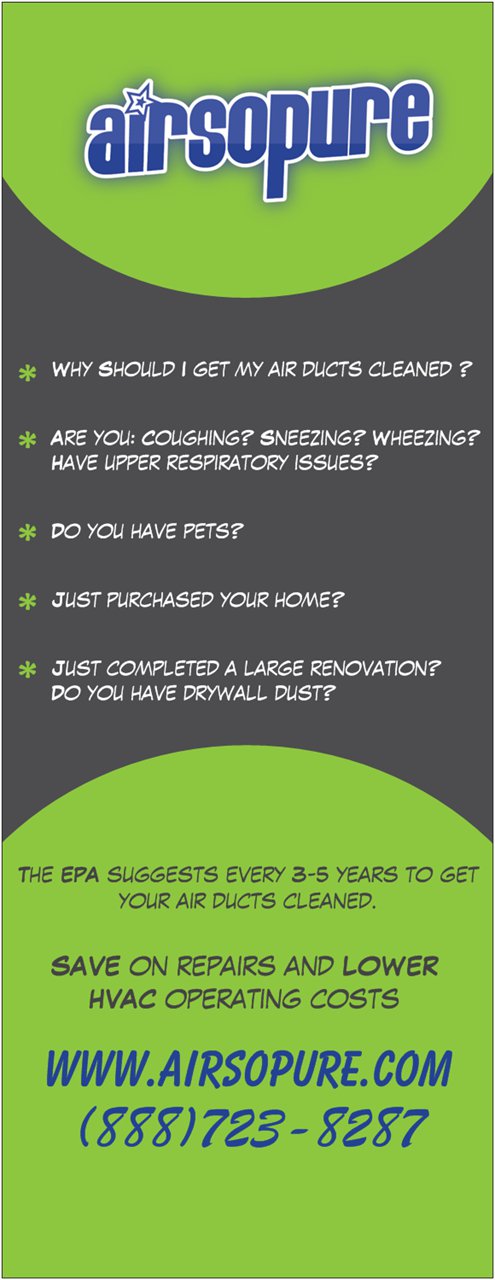 airsopure
* Why Should I get my air ducts cleaned ?
* Are you: Coughing? Sneezing? Wheezing?
Have upper respiratory issues?
* Do you have pets?
* Just purchased your home?
* Just completed a large renovation?
Do you have drywall dust?
The EPA suggests every 3-5 years to get
your air ducts cleaned.
SAVE on repairs and LOWER
HVAC operating costs
WWW.AIRSOPURE.COM
(888)723-8287